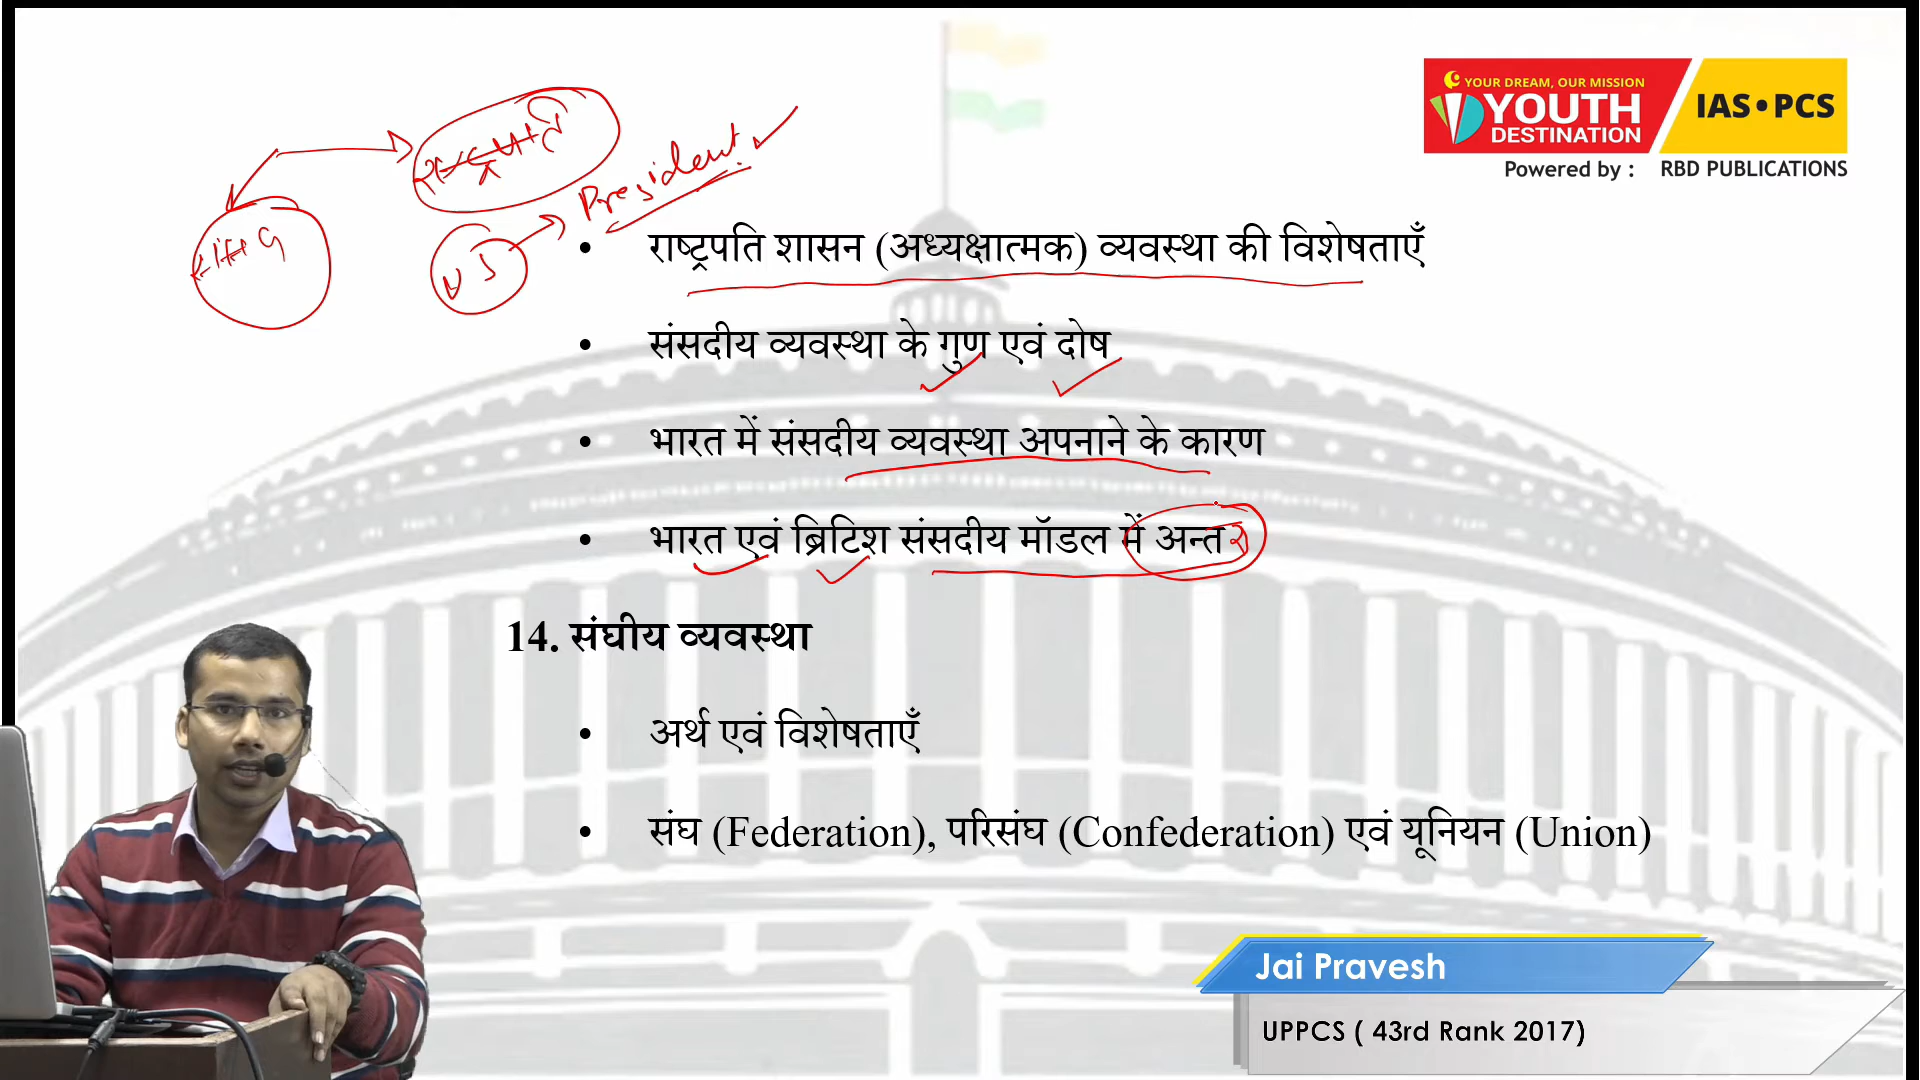 YOUR DREAM, OUR MISSION
YOUTH
DESTINATION
IAS•PCS
Powered by : RBD PUBLICATIONS
President
US
• राष्ट्रपति शासन (अध्यक्षात्मक) व्यवस्था की विशेषताएँ
• संसदीय व्यवस्था के गुण एवं दोष
• भारत में संसदीय व्यवस्था अपनाने के कारण
• भारत एवं ब्रिटिश संसदीय मॉडल में अन्तर
14. संघीय व्यवस्था
• अर्थ एवं विशेषताएँ
• संघ (Federation), परिसंघ (Confederation) एवं यूनियन (Union)
Jai Pravesh
UPPCS ( 43rd Rank 2017)